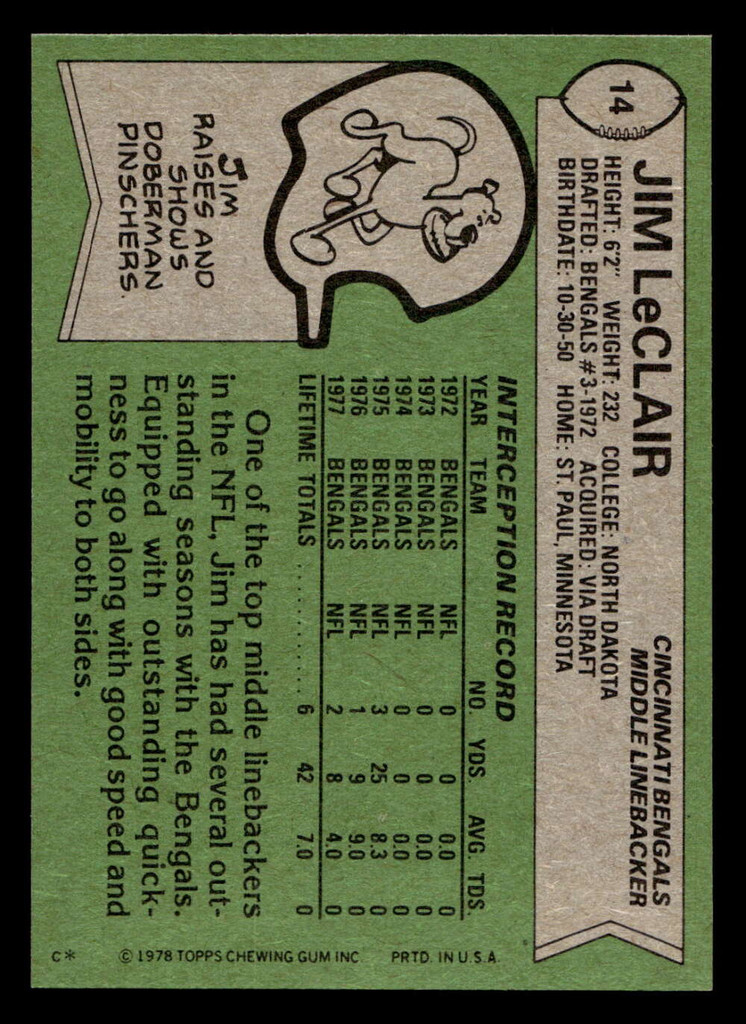 14
JIM LeCLAIR
CINCINNATI BENGALS
MIDDLE LINEBACKER
HEIGHT: 6'2" WEIGHT: 232 COLLEGE: NORTH DAKOTA
DRAFTED: BENGALS #3-1972 ACQUIRED: VIA DRAFT
BIRTHDATE: 10-30-50 HOME: ST. PAUL, MINNESOTA
JIM
RAISES AND
SHOWS
DOBERMAN
PINSCHERS.
INTERCEPTION RECORD
YEAR TEAM NO. YDS. AVG. TDS.
1972 BENGALS NFL 0 0 0.0 0
1973 BENGALS NFL 0 0 0.0 0
1974 BENGALS NFL 0 0 0.0 0
1975 BENGALS NFL 3 25 8.3 0
1976 BENGALS NFL 1 9 9.0 0
1977 BENGALS NFL 2 8 4.0 0
LIFETIME TOTALS . . . . . . . . . . . 6 42 7.0 0
One of the top middle linebackers
in the NFL, Jim has had several out-
standing seasons with the Bengals.
Equipped with outstanding quick-
ness to go along with good speed and
mobility to both sides.
C* © 1978 TOPPS CHEWING GUM INC. PRTD. IN U.S.A.